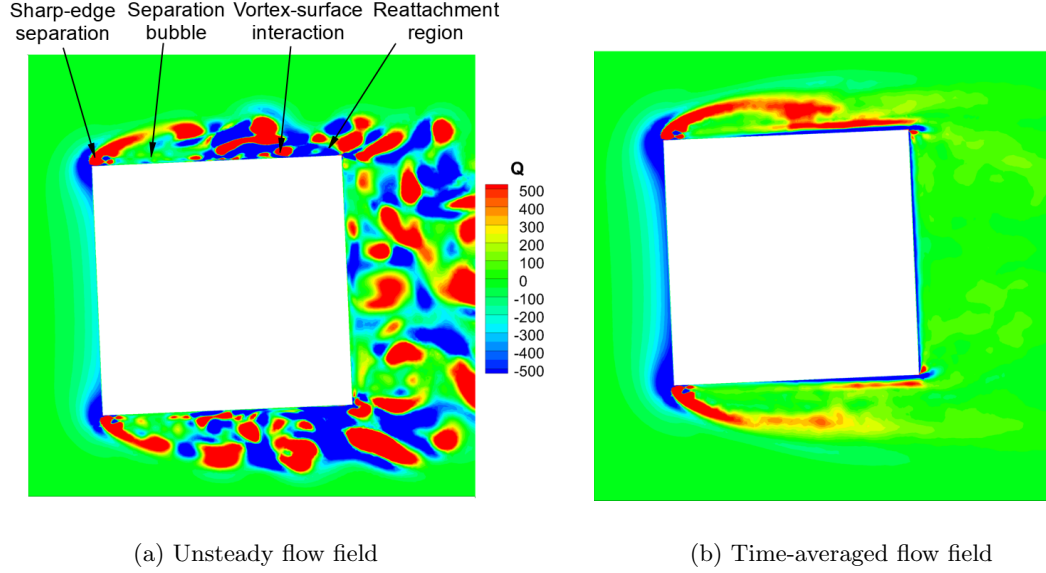 Sharp-edge separation
Separation bubble
Vortex-surface interaction
Reattachment region
Q
500
400
300
200
100
0
-100
-200
-300
-400
-500
(a) Unsteady flow field
(b) Time-averaged flow field